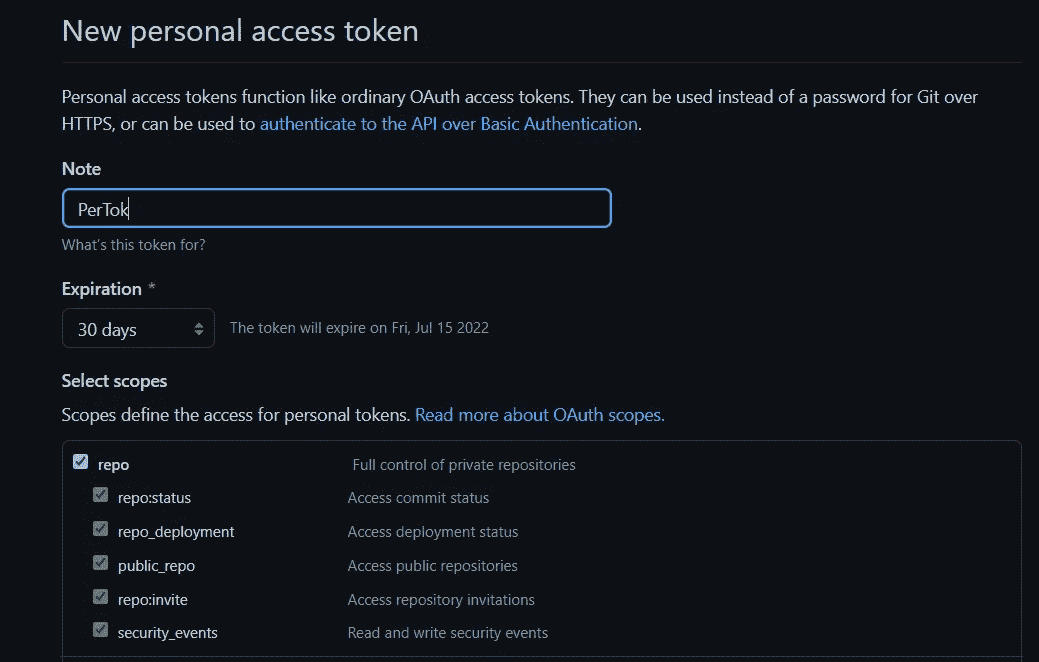 New personal access token
Personal access tokens function like ordinary OAuth access tokens. They can be used instead of a password for Git over
HTTPS, or can be used to authenticate to the API over Basic Authentication.
Note
PerTok
What's this token for?
Expiration *
30 days The token will expire on Fri, Jul 15 2022
Select scopes
Scopes define the access for personal tokens. Read more about OAuth scopes.
repo Full control of private repositories
repo:status Access commit status
repo_deployment Access deployment status
public_repo Access public repositories
repo:invite Access repository invitations
security_events Read and write security events